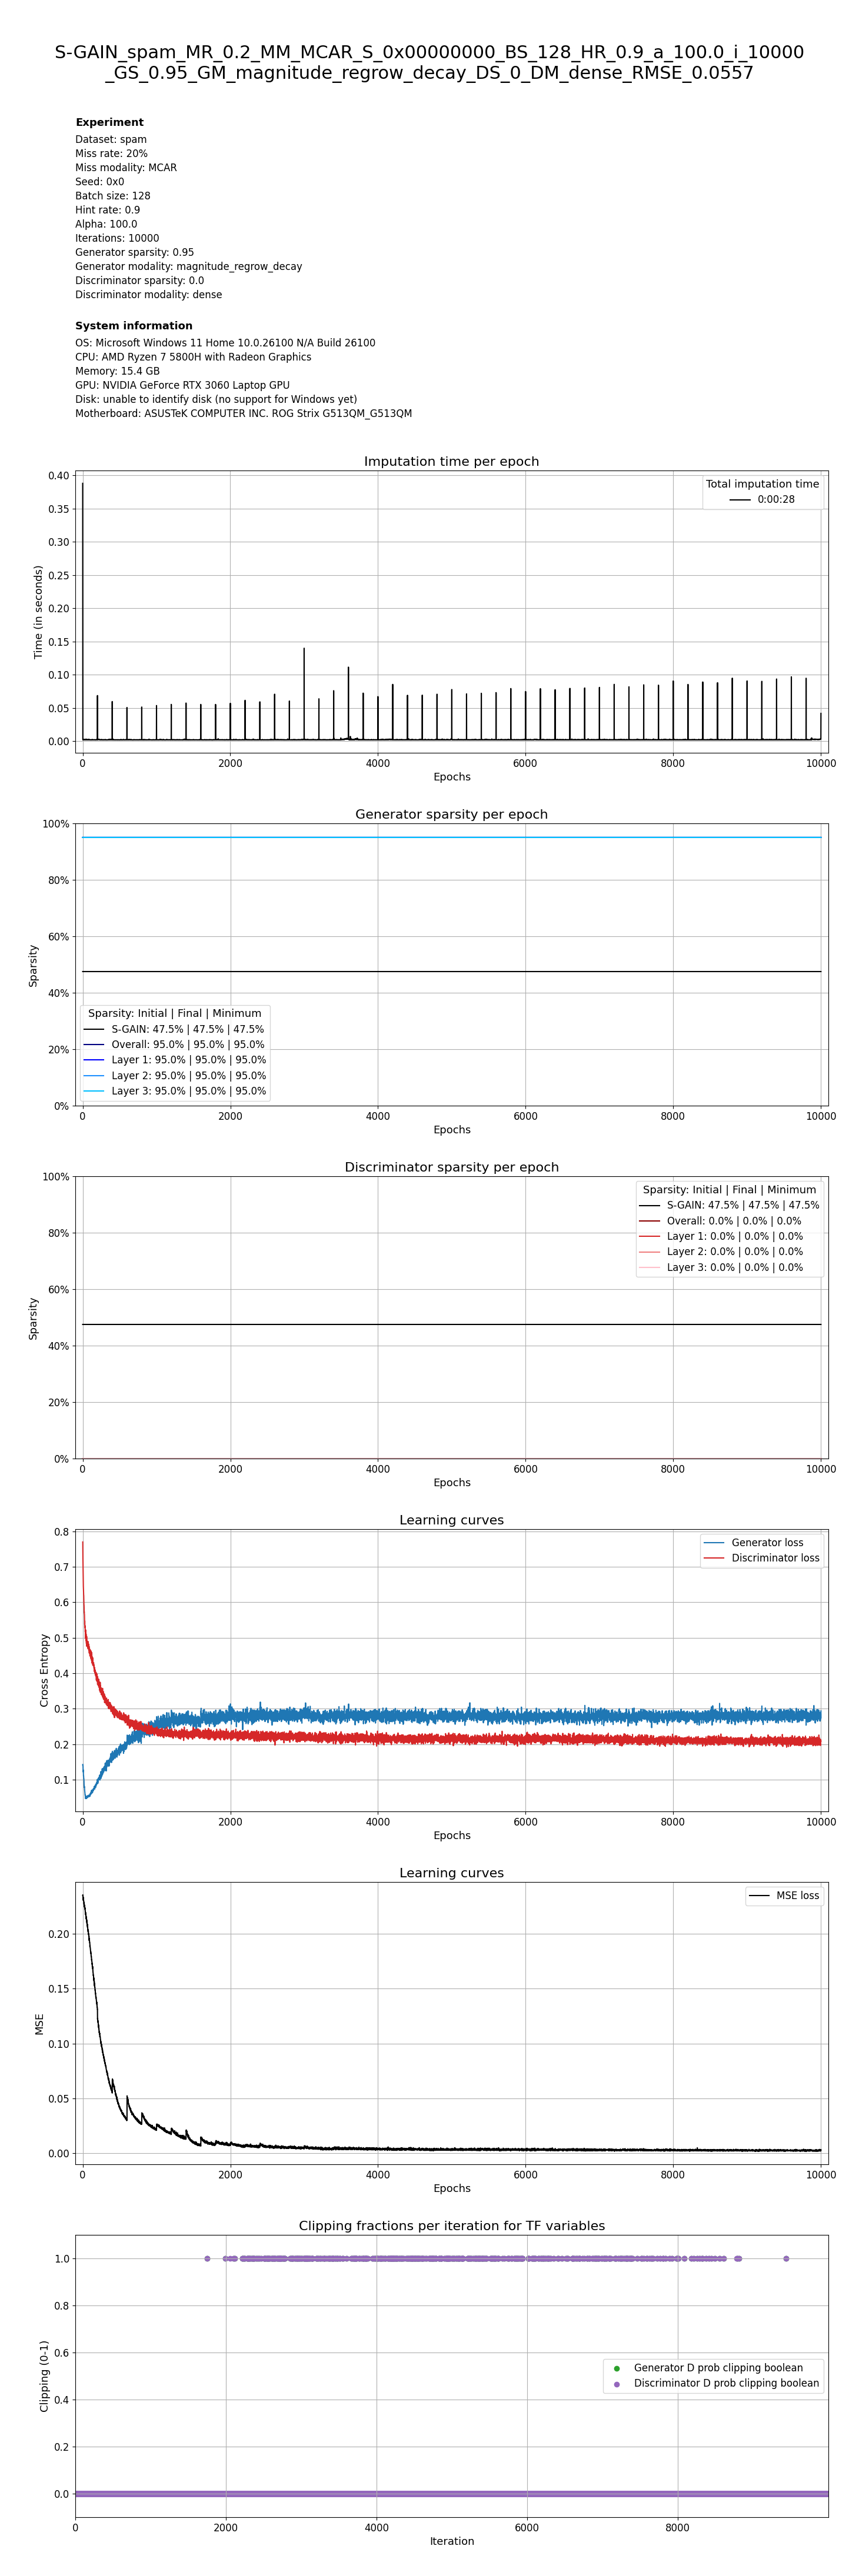 S-GAIN_spam_MR_0.2_MM_MCAR_S_0x00000000_BS_128_HR_0.9_a_100.0_i_10000
_GS_0.95_GM_magnitude_regrow_decay_DS_0_DM_dense_RMSE_0.0557
Experiment
Dataset: spam
Miss rate: 20%
Miss modality: MCAR
Seed: 0x0
Batch size: 128
Hint rate: 0.9
Alpha: 100.0
Iterations: 10000
Generator sparsity: 0.95
Generator modality: magnitude_regrow_decay
Discriminator sparsity: 0.0
Discriminator modality: dense
System information
OS: Microsoft Windows 11 Home 10.0.26100 N/A Build 26100
CPU: AMD Ryzen 7 5800H with Radeon Graphics
Memory: 15.4 GB
GPU: NVIDIA GeForce RTX 3060 Laptop GPU
Disk: unable to identify disk (no support for Windows yet)
Motherboard: ASUSTeK COMPUTER INC. ROG Strix G513QM_G513QM
Imputation time per epoch
Total imputation time
0:00:28
0.40
0.35
0.30
0.25
0.20
0.15
0.10
0.05
0.00
Time (in seconds)
0 2000 4000 6000 8000 10000
Epochs
Generator sparsity per epoch
100%
80%
60%
40%
20%
0%
Sparsity
Sparsity: Initial | Final | Minimum
S-GAIN: 47.5% | 47.5% | 47.5%
Overall: 95.0% | 95.0% | 95.0%
Layer 1: 95.0% | 95.0% | 95.0%
Layer 2: 95.0% | 95.0% | 95.0%
Layer 3: 95.0% | 95.0% | 95.0%
0 2000 4000 6000 8000 10000
Epochs
Discriminator sparsity per epoch
100%
80%
60%
40%
20%
0%
Sparsity
Sparsity: Initial | Final | Minimum
S-GAIN: 47.5% | 47.5% | 47.5%
Overall: 0.0% | 0.0% | 0.0%
Layer 1: 0.0% | 0.0% | 0.0%
Layer 2: 0.0% | 0.0% | 0.0%
Layer 3: 0.0% | 0.0% | 0.0%
0 2000 4000 6000 8000 10000
Epochs
Learning curves
0.8
0.7
0.6
0.5
0.4
0.3
0.2
0.1
Cross Entropy
Generator loss
Discriminator loss
0 2000 4000 6000 8000 10000
Epochs
Learning curves
MSE loss
0.20
0.15
0.10
0.05
0.00
MSE
0 2000 4000 6000 8000 10000
Epochs
Clipping fractions per iteration for TF variables
1.0
0.8
0.6
0.4
0.2
0.0
Clipping (0-1)
Generator D prob clipping boolean
Discriminator D prob clipping boolean
0 2000 4000 6000 8000
Iteration